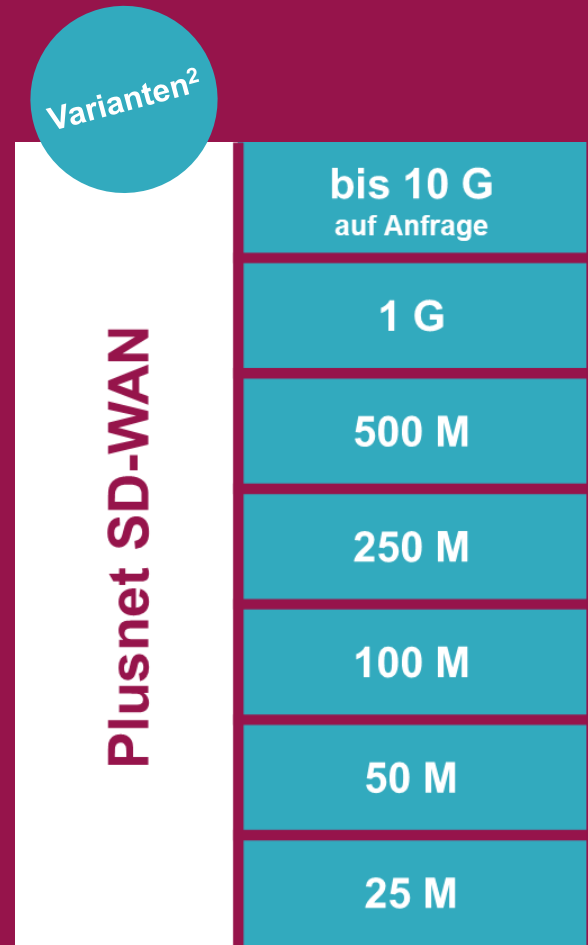 Varianten²
Plusnet SD-WAN
bis 10 G
auf Anfrage
1 G
500 M
250 M
100 M
50 M
25 M